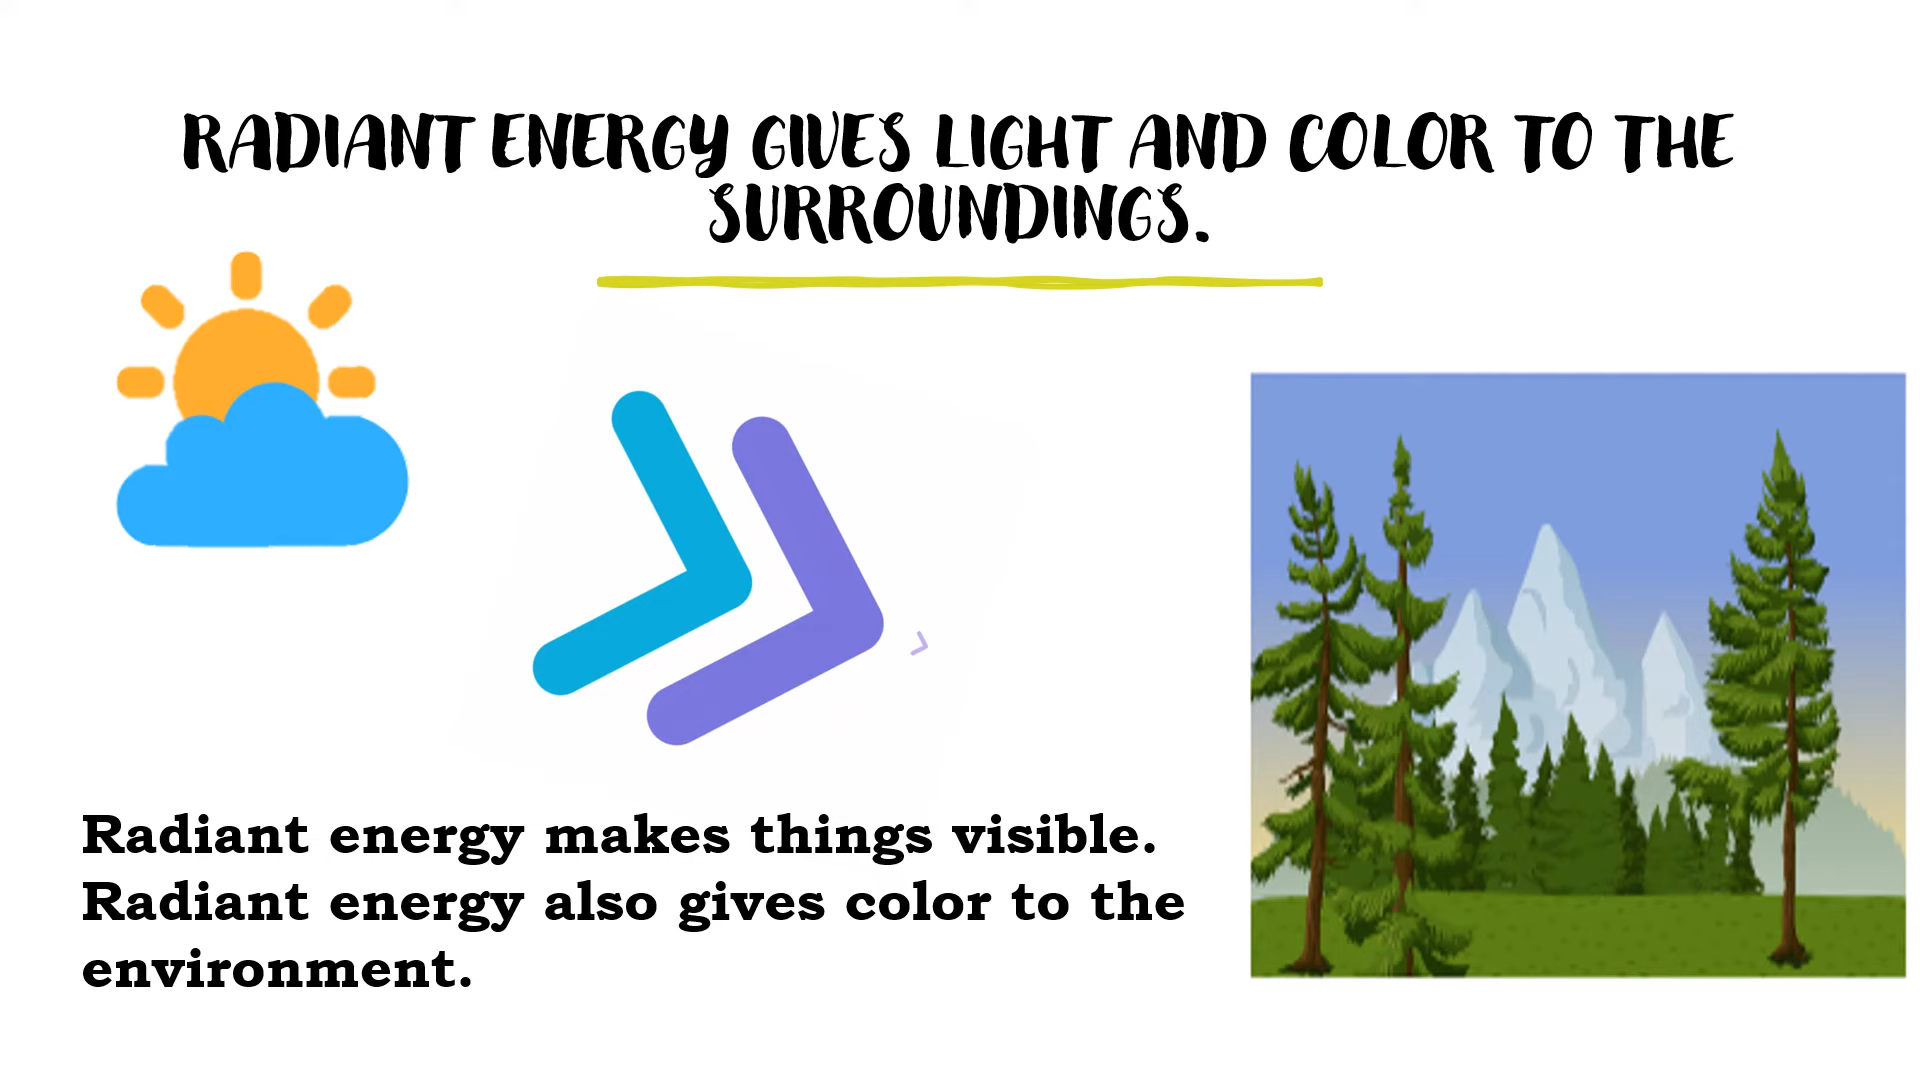 RADIANT ENERGY GIVES LIGHT AND COLOR TO THE
SURROUNDINGS.
Radiant energy makes things visible.
Radiant energy also gives color to the
environment.